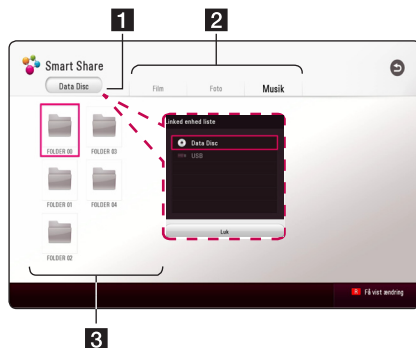 1
2
Smart Share
Data Disc
Film
Foto
Musik
Linked enhed liste
Data Disc
USB
Luk
FOLDER 00
FOLDER 03
FOLDER 01
FOLDER 04
FOLDER 02
R Få vist ændring
3